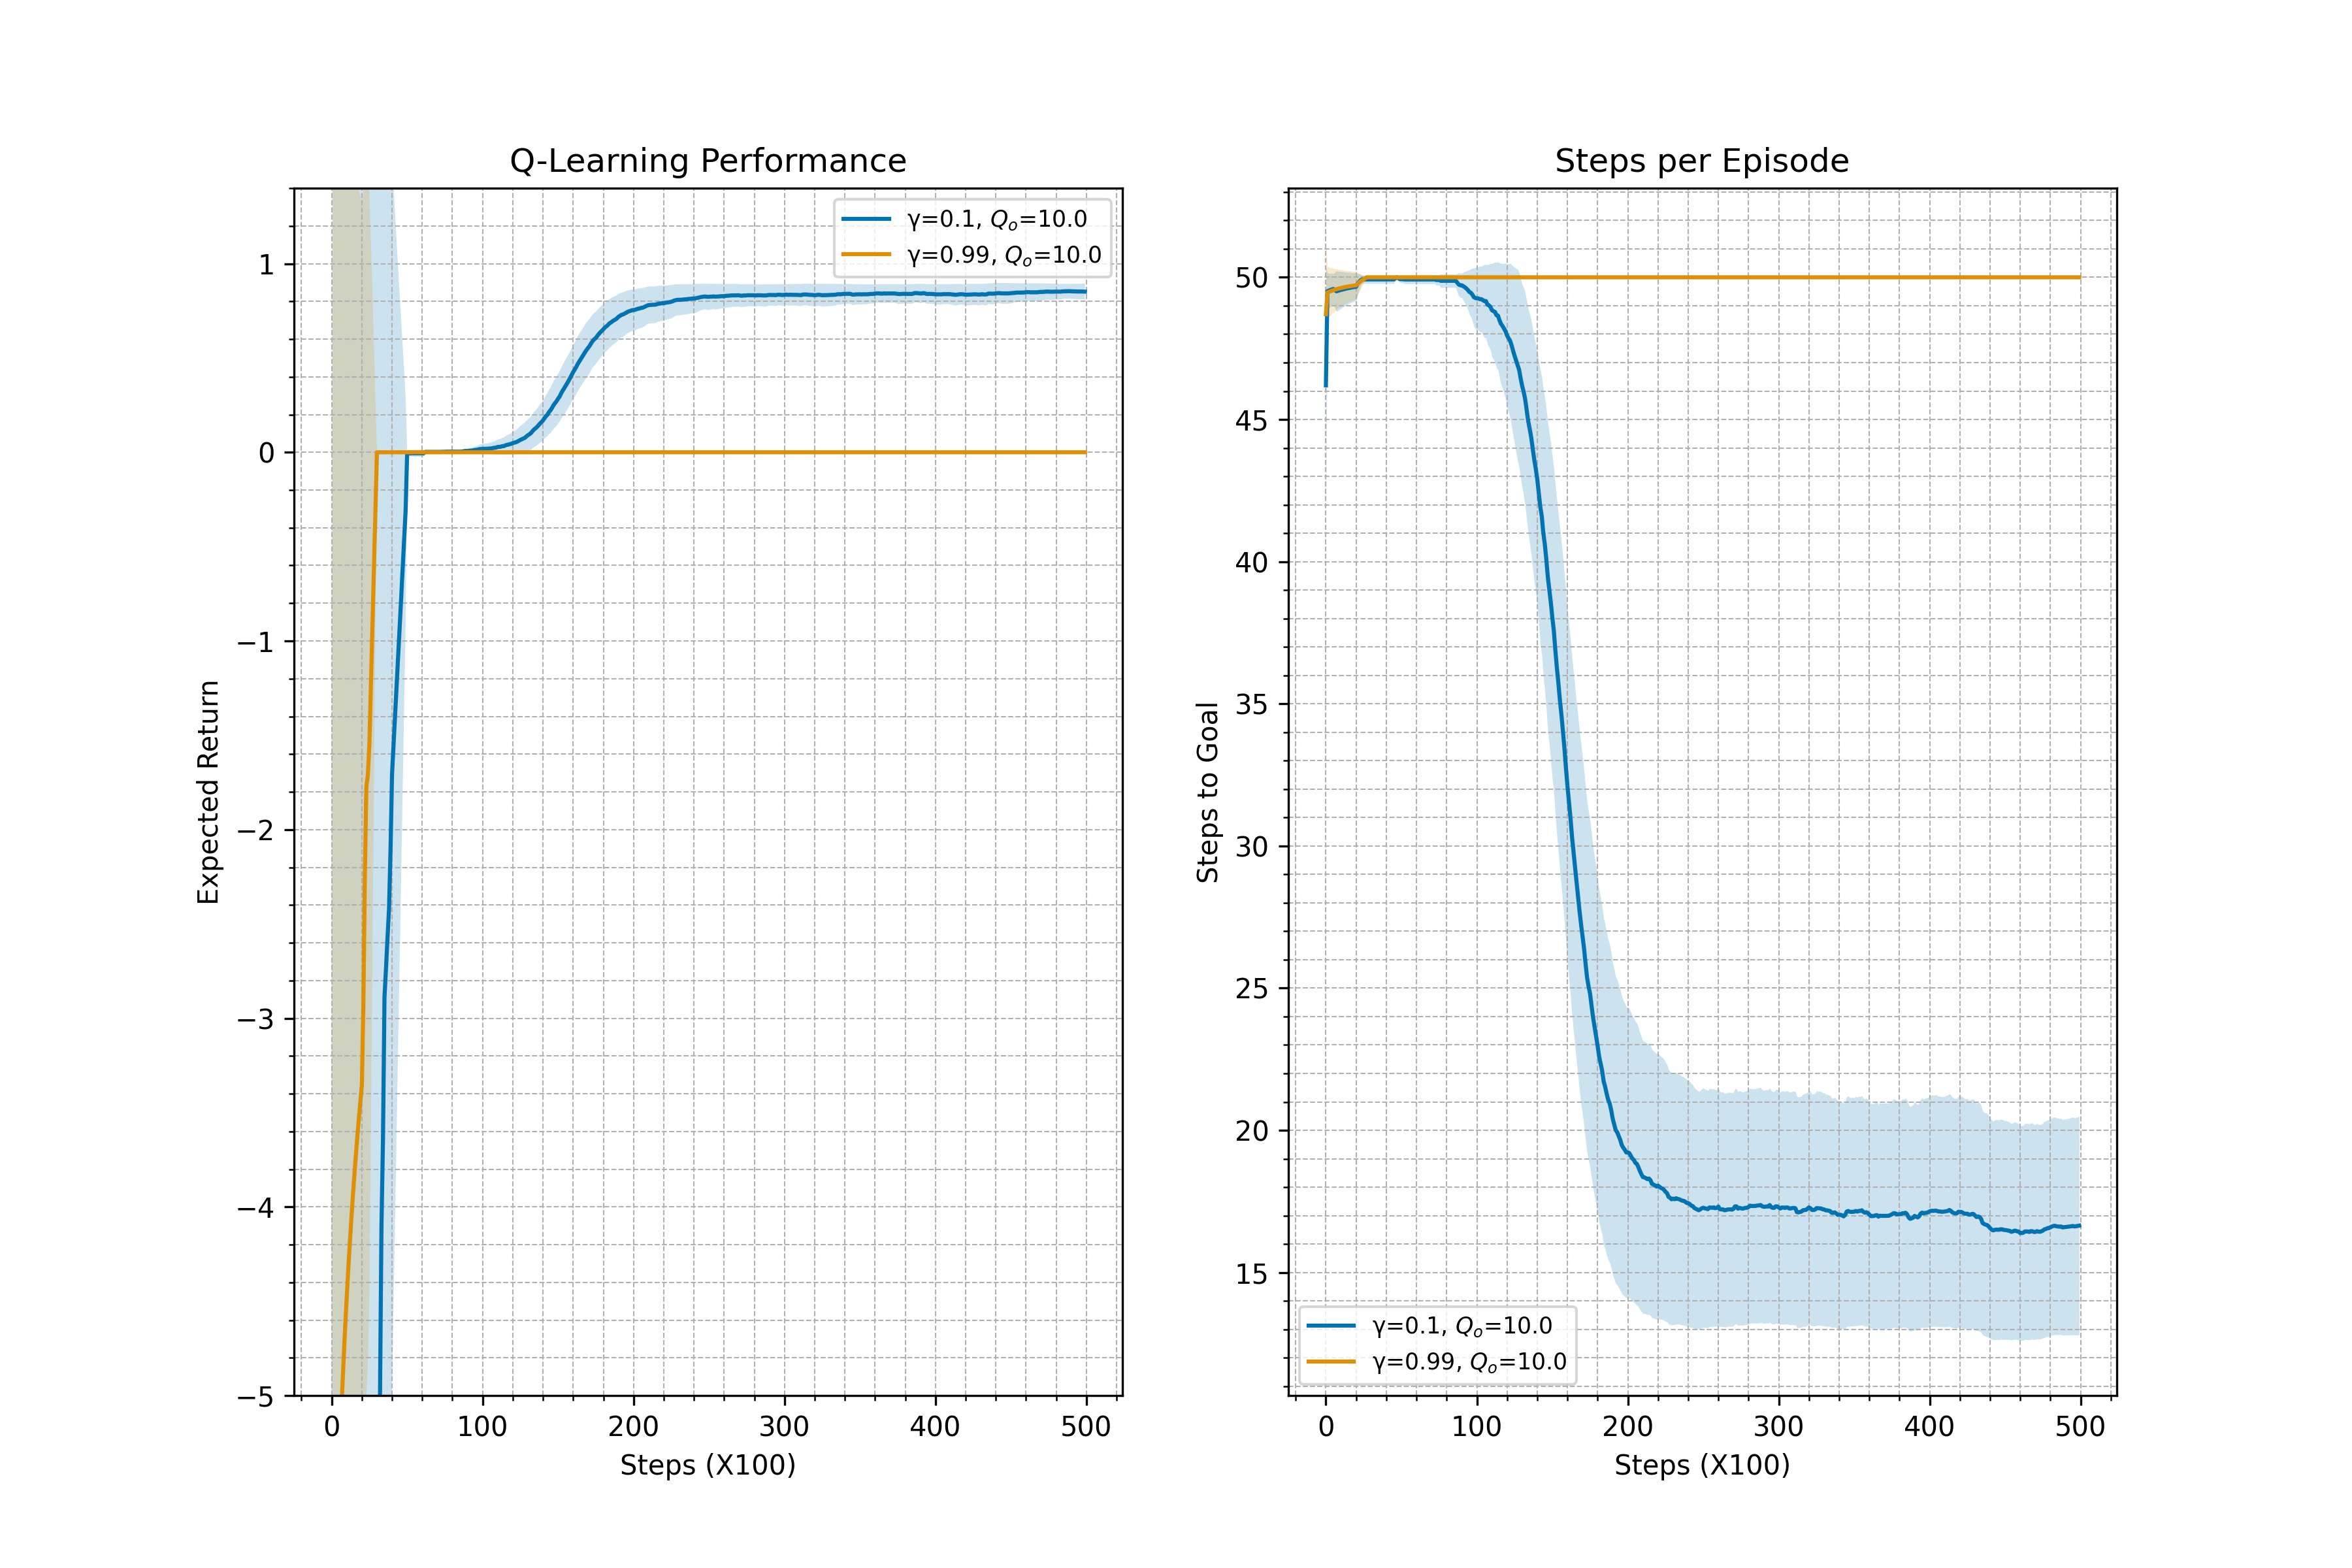 Q-Learning Performance
γ=0.1, Qₒ=10.0
γ=0.99, Qₒ=10.0
1
0
−1
−2
−3
−4
−5
Expected Return
0 100 200 300 400 500
Steps (X100)
Steps per Episode
50
45
40
35
30
25
20
15
Steps to Goal
γ=0.1, Qₒ=10.0
γ=0.99, Qₒ=10.0
0 100 200 300 400 500
Steps (X100)